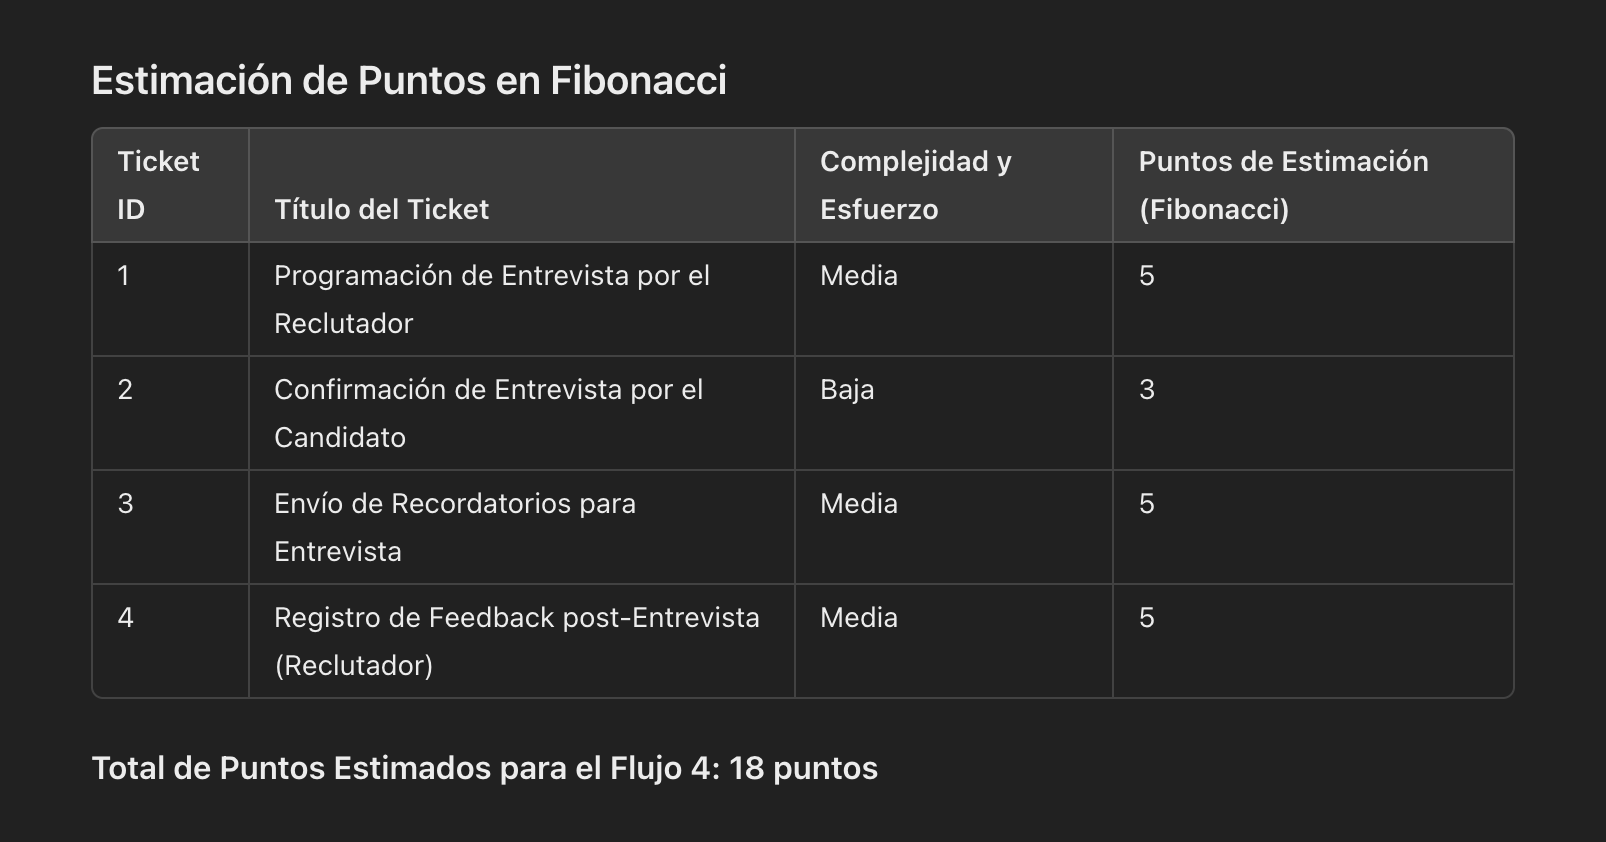 Estimación de Puntos en Fibonacci
Ticket ID
Título del Ticket
Complejidad y Esfuerzo
Puntos de Estimación (Fibonacci)
1
Programación de Entrevista por el
Reclutador
Media
5
2
Confirmación de Entrevista por el
Candidato
Baja
3
3
Envío de Recordatorios para
Entrevista
Media
5
4
Registro de Feedback post-Entrevista
(Reclutador)
Media
5
Total de Puntos Estimados para el Flujo 4: 18 puntos